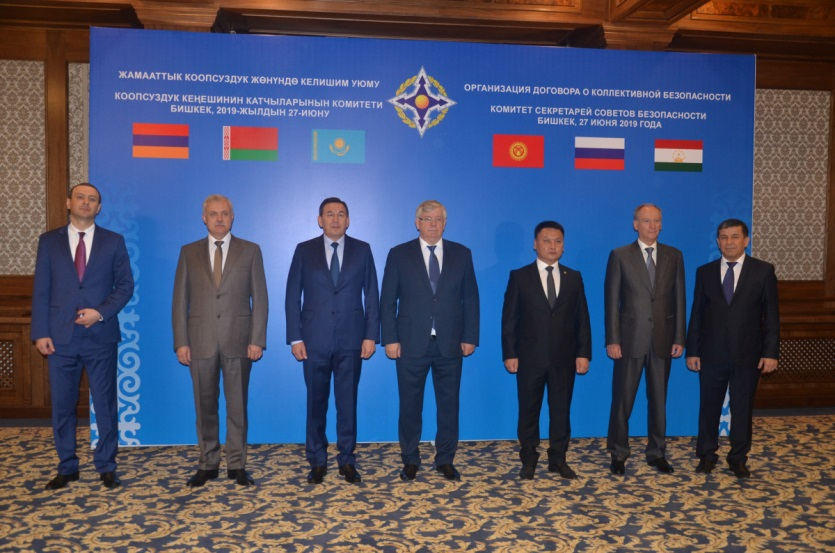 ЖАМААТТЫК КООПСУЗДУК ЖӨНҮНДӨ КЕЛИШИМ УЮМУ
КООПСУЗДУК КЕҢЕШИНИН КАТЧЫЛАРЫНЫН КОМИТЕТИ
БИШКЕК, 2019-ЖЫЛДЫН 27-ИЮНУ
ОРГАНИЗАЦИЯ ДОГОВОРА О КОЛЛЕКТИВНОЙ БЕЗОПАСНОСТИ
КОМИТЕТ СЕКРЕТАРЕЙ СОВЕТОВ БЕЗОПАСНОСТИ
БИШКЕК, 27 ИЮНЯ 2019 ГОДА